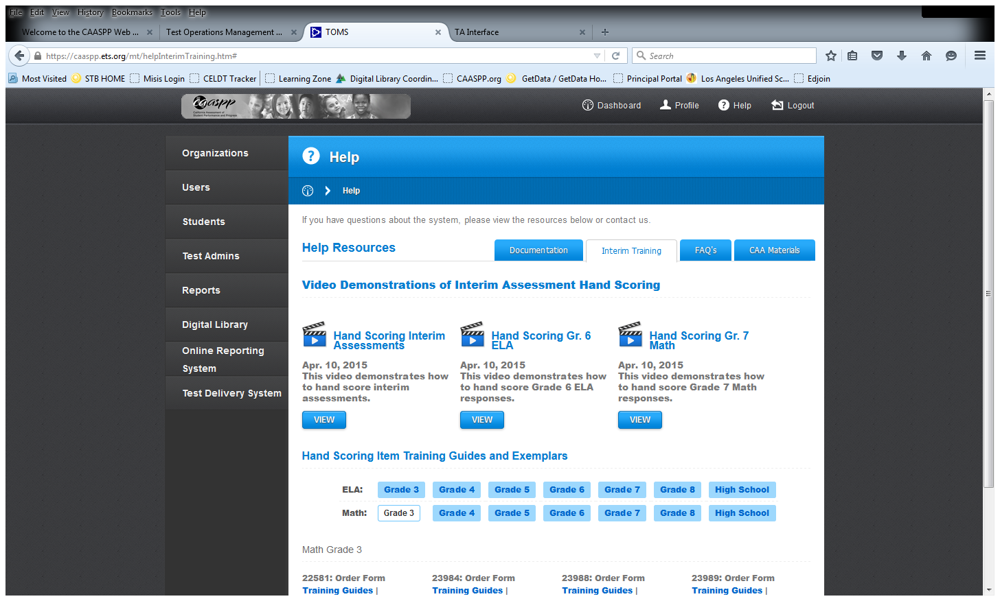 File Edit View History Bookmarks Tools Help
Welcome to the CAASPP Web ... Test Operations Management ... TOMS TA Interface
https://caaspp.ets.org/mt/helpInterimTraining.htm# Search
Most Visited STB HOME Misis Login CELDT Tracker Learning Zone Digital Library Coordin... CAASPP.org GetData / GetData Ho... Principal Portal Los Angeles Unified Sc... Edjoin
caaspp
California Assessment of
Student Performance and Progress
Dashboard Profile Help Logout
Organizations
Users
Students
Test Admins
Reports
Digital Library
Online Reporting
System
Test Delivery System
Help
Help
If you have questions about the system, please view the resources below or contact us.
Help Resources Documentation Interim Training FAQ's CAA Materials
Video Demonstrations of Interim Assessment Hand Scoring
Hand Scoring Interim
Assessments
Apr. 10, 2015
This video demonstrates how
to hand score interim
assessments.
VIEW
Hand Scoring Gr. 6
ELA
Apr. 10, 2015
This video demonstrates how
to hand score Grade 6 ELA
responses.
VIEW
Hand Scoring Gr. 7
Math
Apr. 10, 2015
This video demonstrates how
to hand score Grade 7 Math
responses.
VIEW
Hand Scoring Item Training Guides and Exemplars
ELA: Grade 3 Grade 4 Grade 5 Grade 6 Grade 7 Grade 8 High School
Math: Grade 3 Grade 4 Grade 5 Grade 6 Grade 7 Grade 8 High School
Math Grade 3
22581: Order Form 23984: Order Form 23988: Order Form 23989: Order Form
Training Guides | Training Guides | Training Guides | Training Guides |